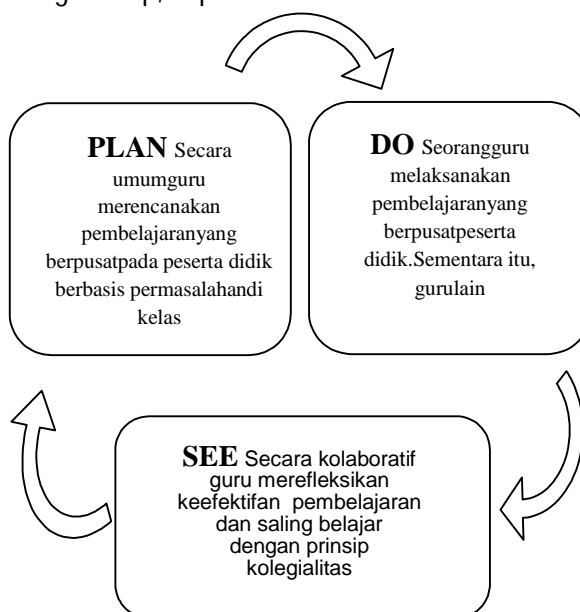 PLAN Secara
umumguru
merencanakan
pembelajaranyang
berpusatpada peserta didik
berbasis permasalahandi
kelas
DO Seorangguru
melaksanakan
pembelajaranyang
berpusatpeserta
didik.Sementara itu,
gurulain
SEE Secara kolaboratif
guru merefleksikan
keefektifan pembelajaran
dan saling belajar
dengan prinsip
kolegialitas